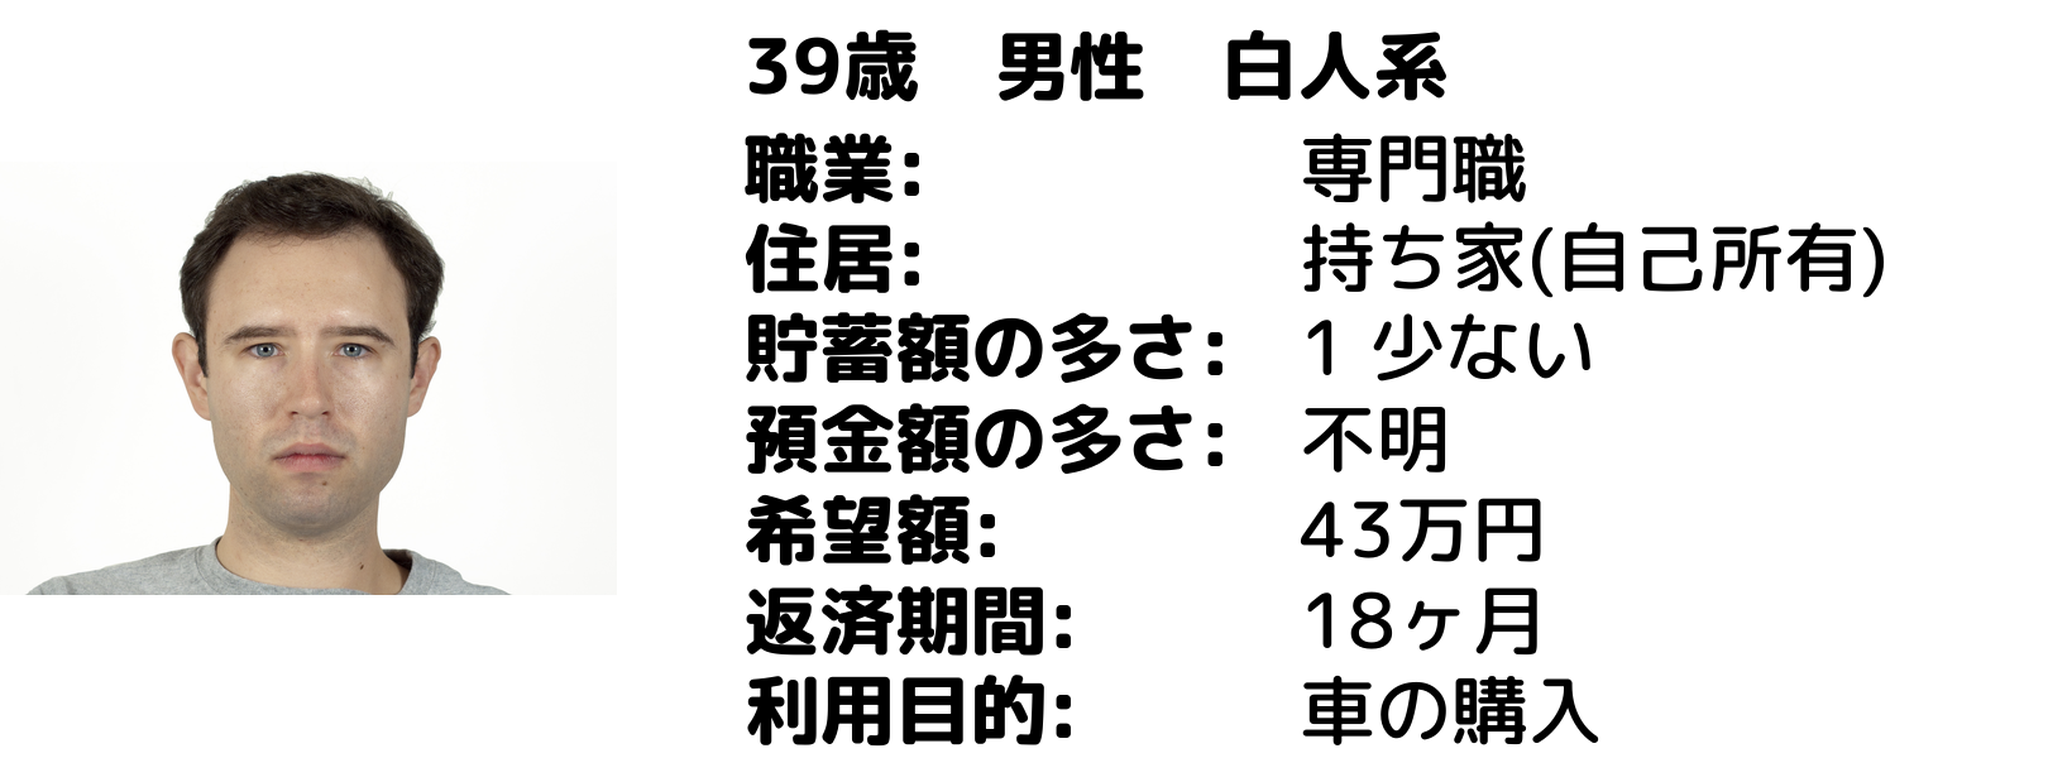 39歳　男性　白人系
職業: 専門職
住居: 持ち家(自己所有)
貯蓄額の多さ: 1 少ない
預金額の多さ: 不明
希望額: 43万円
返済期間: 18ヶ月
利用目的: 車の購入